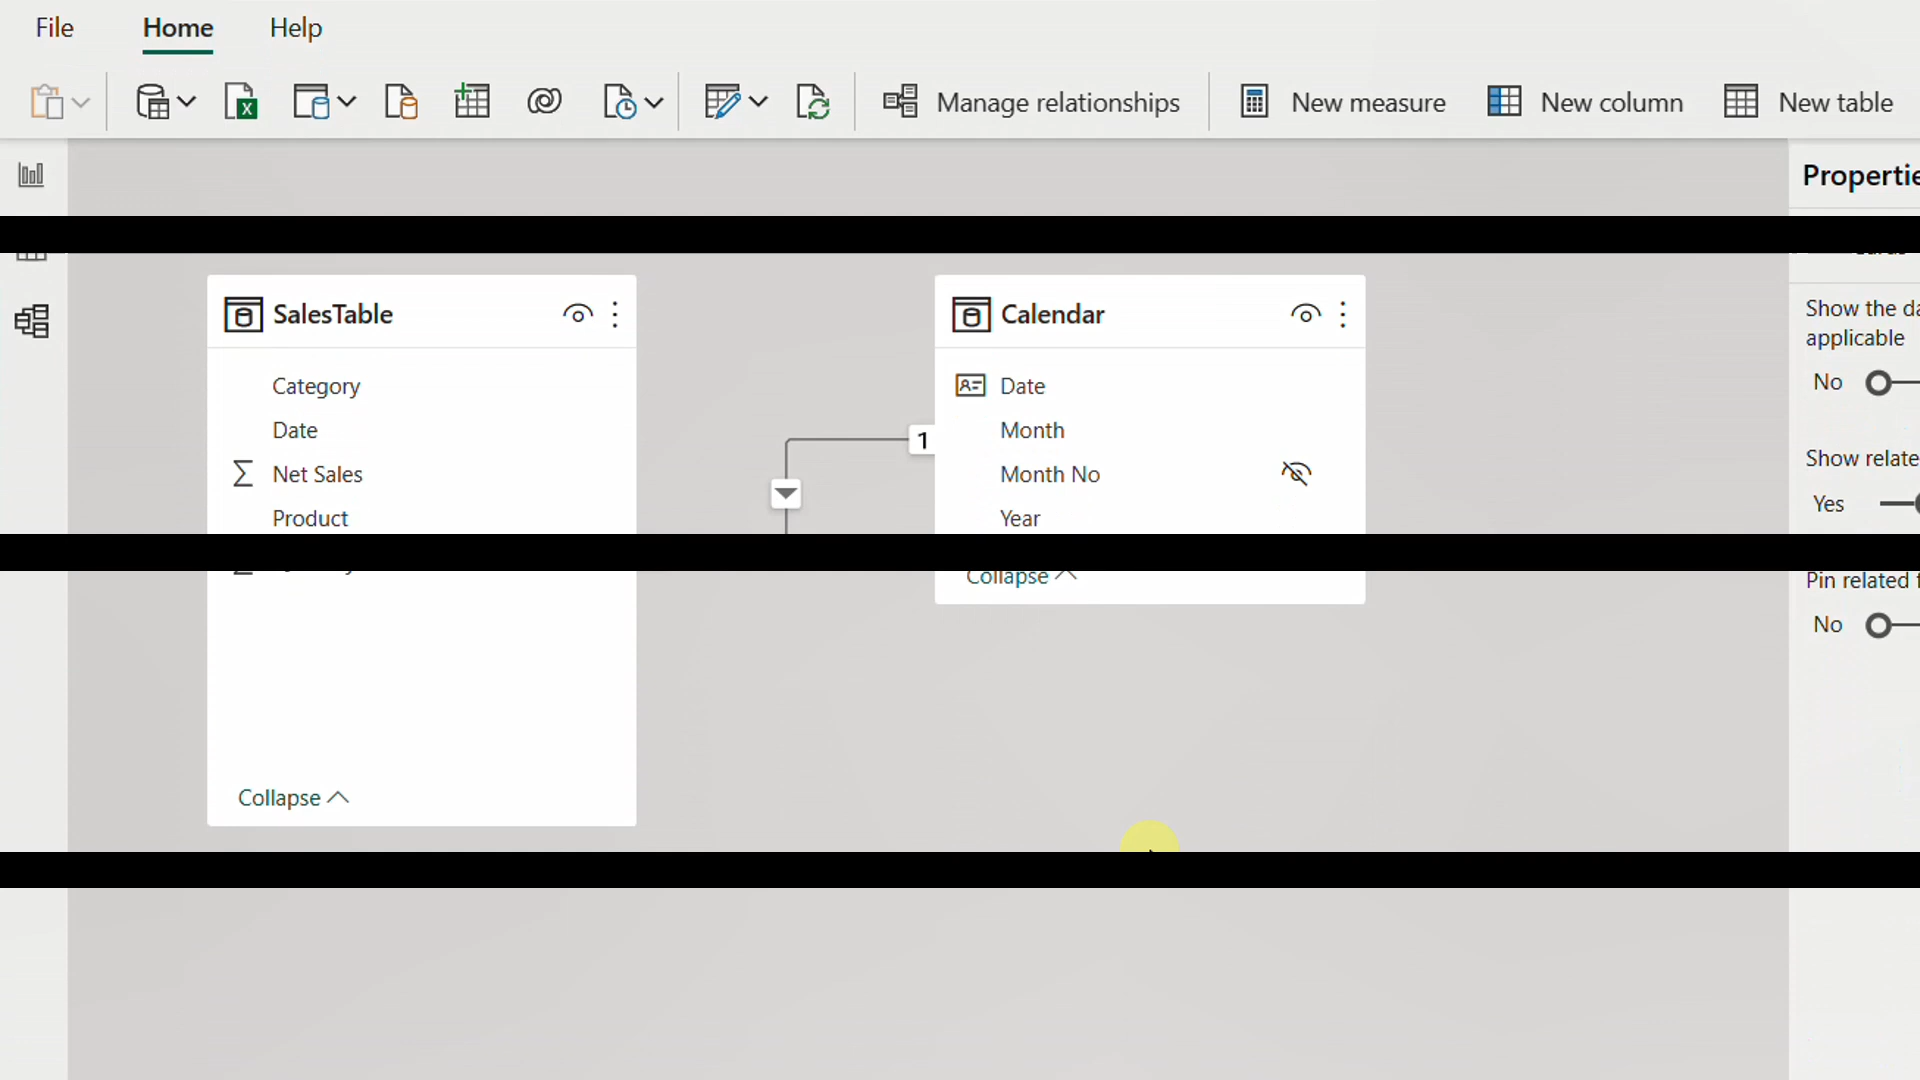 File Home Help
Manage relationships New measure New column New table
Propertie
SalesTable
Category
Date
Net Sales
Product
Collapse
1
Calendar
Date
Month
Month No
Year
Collapse
Show the da
applicable
No
Show relate
Yes
Pin related f
No